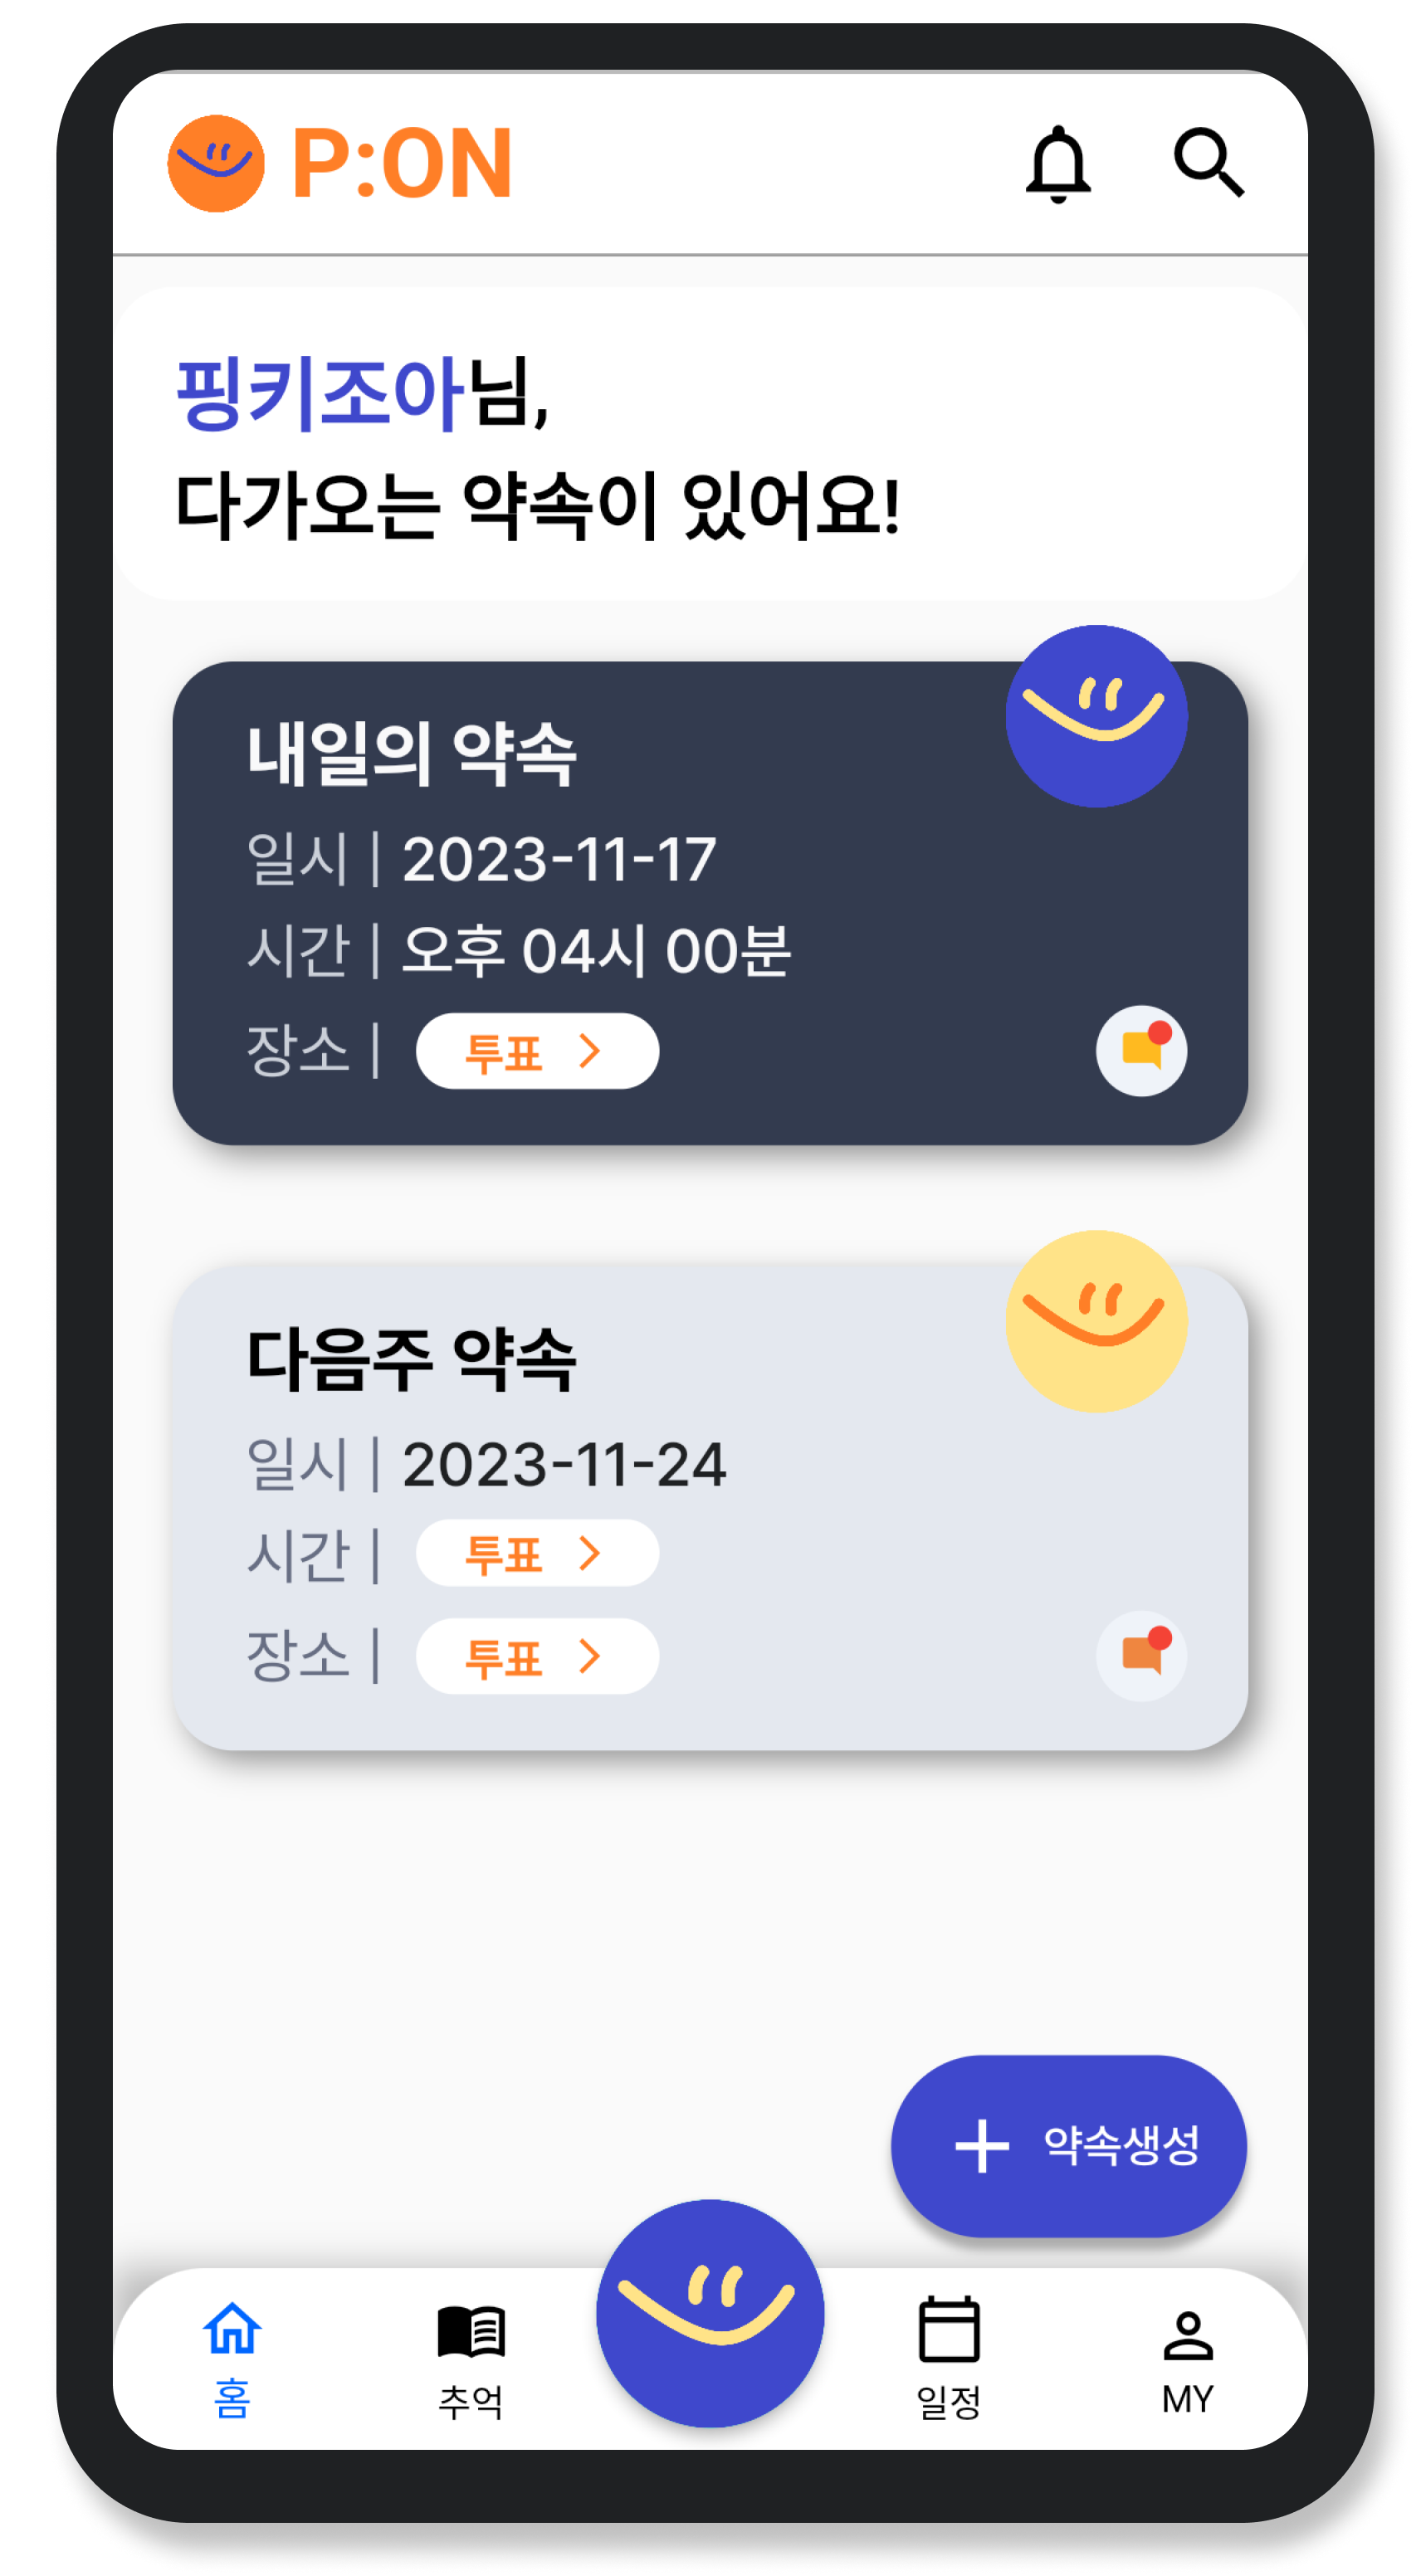 P:ON
핑키조아님,
다가오는 약속이 있어요!
내일의 약속
일시 | 2023-11-17
시간 | 오후 04시 00분
장소 | 투표 >
다음주 약속
일시 | 2023-11-24
시간 | 투표 >
장소 | 투표 >
+ 약속생성
홈 추억 일정 MY